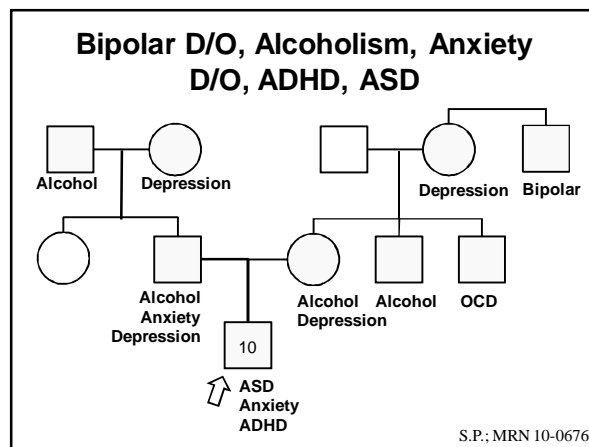 Bipolar D/O, Alcoholism, Anxiety
D/O, ADHD, ASD
Alcohol
Depression
Depression
Bipolar
Alcohol
Anxiety
Depression
Alcohol
Depression
Alcohol
OCD
10
ASD
Anxiety
ADHD
S.P.; MRN 10-0676